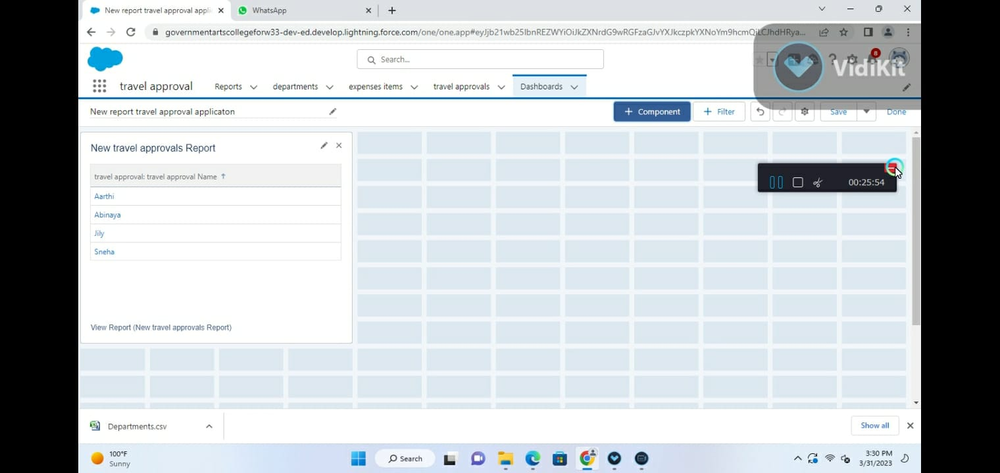 New report travel approval appli
WhatsApp
governmentartscollegeforw33-dev-ed.develop.lightning.force.com/one/one.app#eyJjb21wb25lbnREZWYiOiJkZXNrdG9wRGFzaGJvYXJkczpkYXNoYm9hcmQiLCJhdHRya...
Search...
8
VidiKit
travel approval
Reports
departments
expenses items
travel approvals
Dashboards
New report travel approval applicaton
+ Component
+ Filter
Save
Done
New travel approvals Report
travel approval: travel approval Name ↑
Aarthi
Abinaya
Jily
Sneha
View Report (New travel approvals Report)
00:25:54
Departments.csv
Show all
100°F
Sunny
Search
3:30 PM
3/31/2023